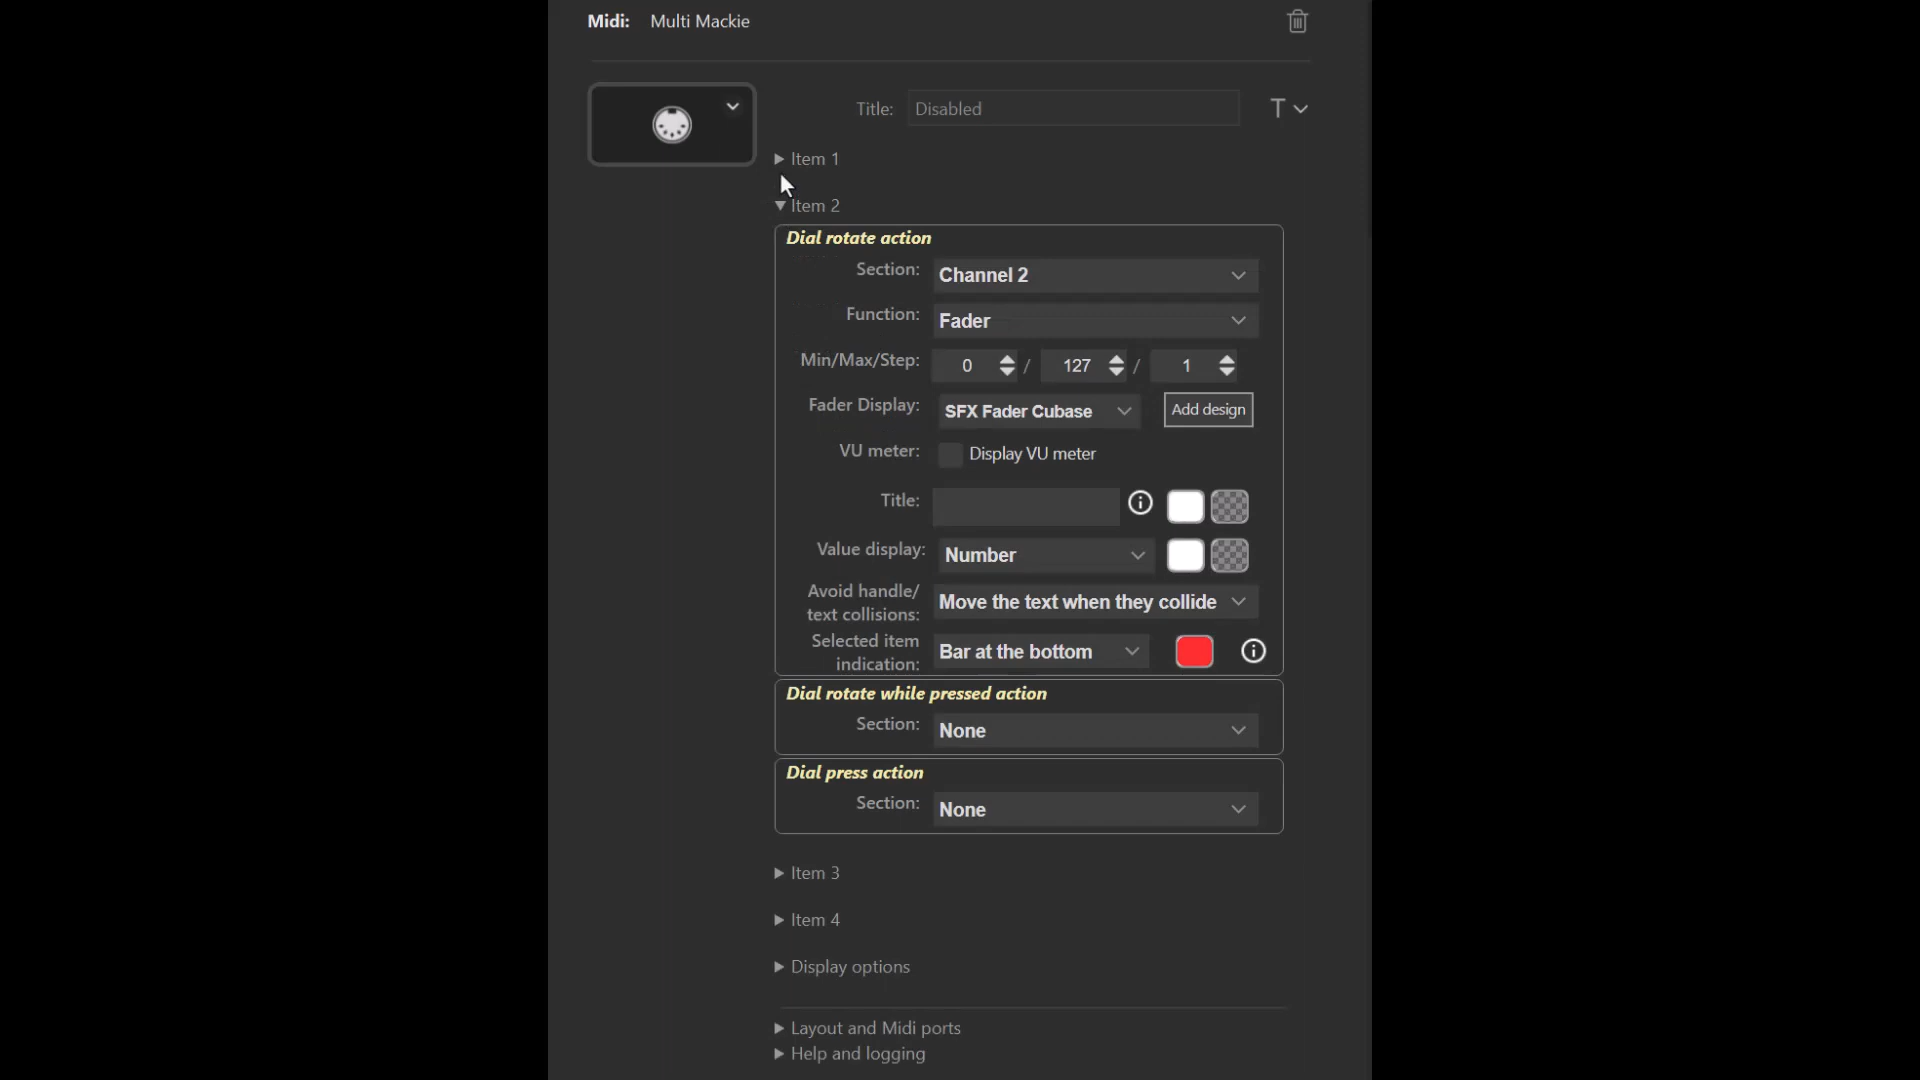 Midi: Multi Mackie
Title: Disabled T
Item 1
Item 2
Dial rotate action
Section: Channel 2
Function: Fader
Min/Max/Step: 0 / 127 / 1
Fader Display: SFX Fader Cubase Add design
VU meter: Display VU meter
Title:
Value display: Number
Avoid handle/
text collisions: Move the text when they collide
Selected item
indication: Bar at the bottom
Dial rotate while pressed action
Section: None
Dial press action
Section: None
Item 3
Item 4
Display options
Layout and Midi ports
Help and logging